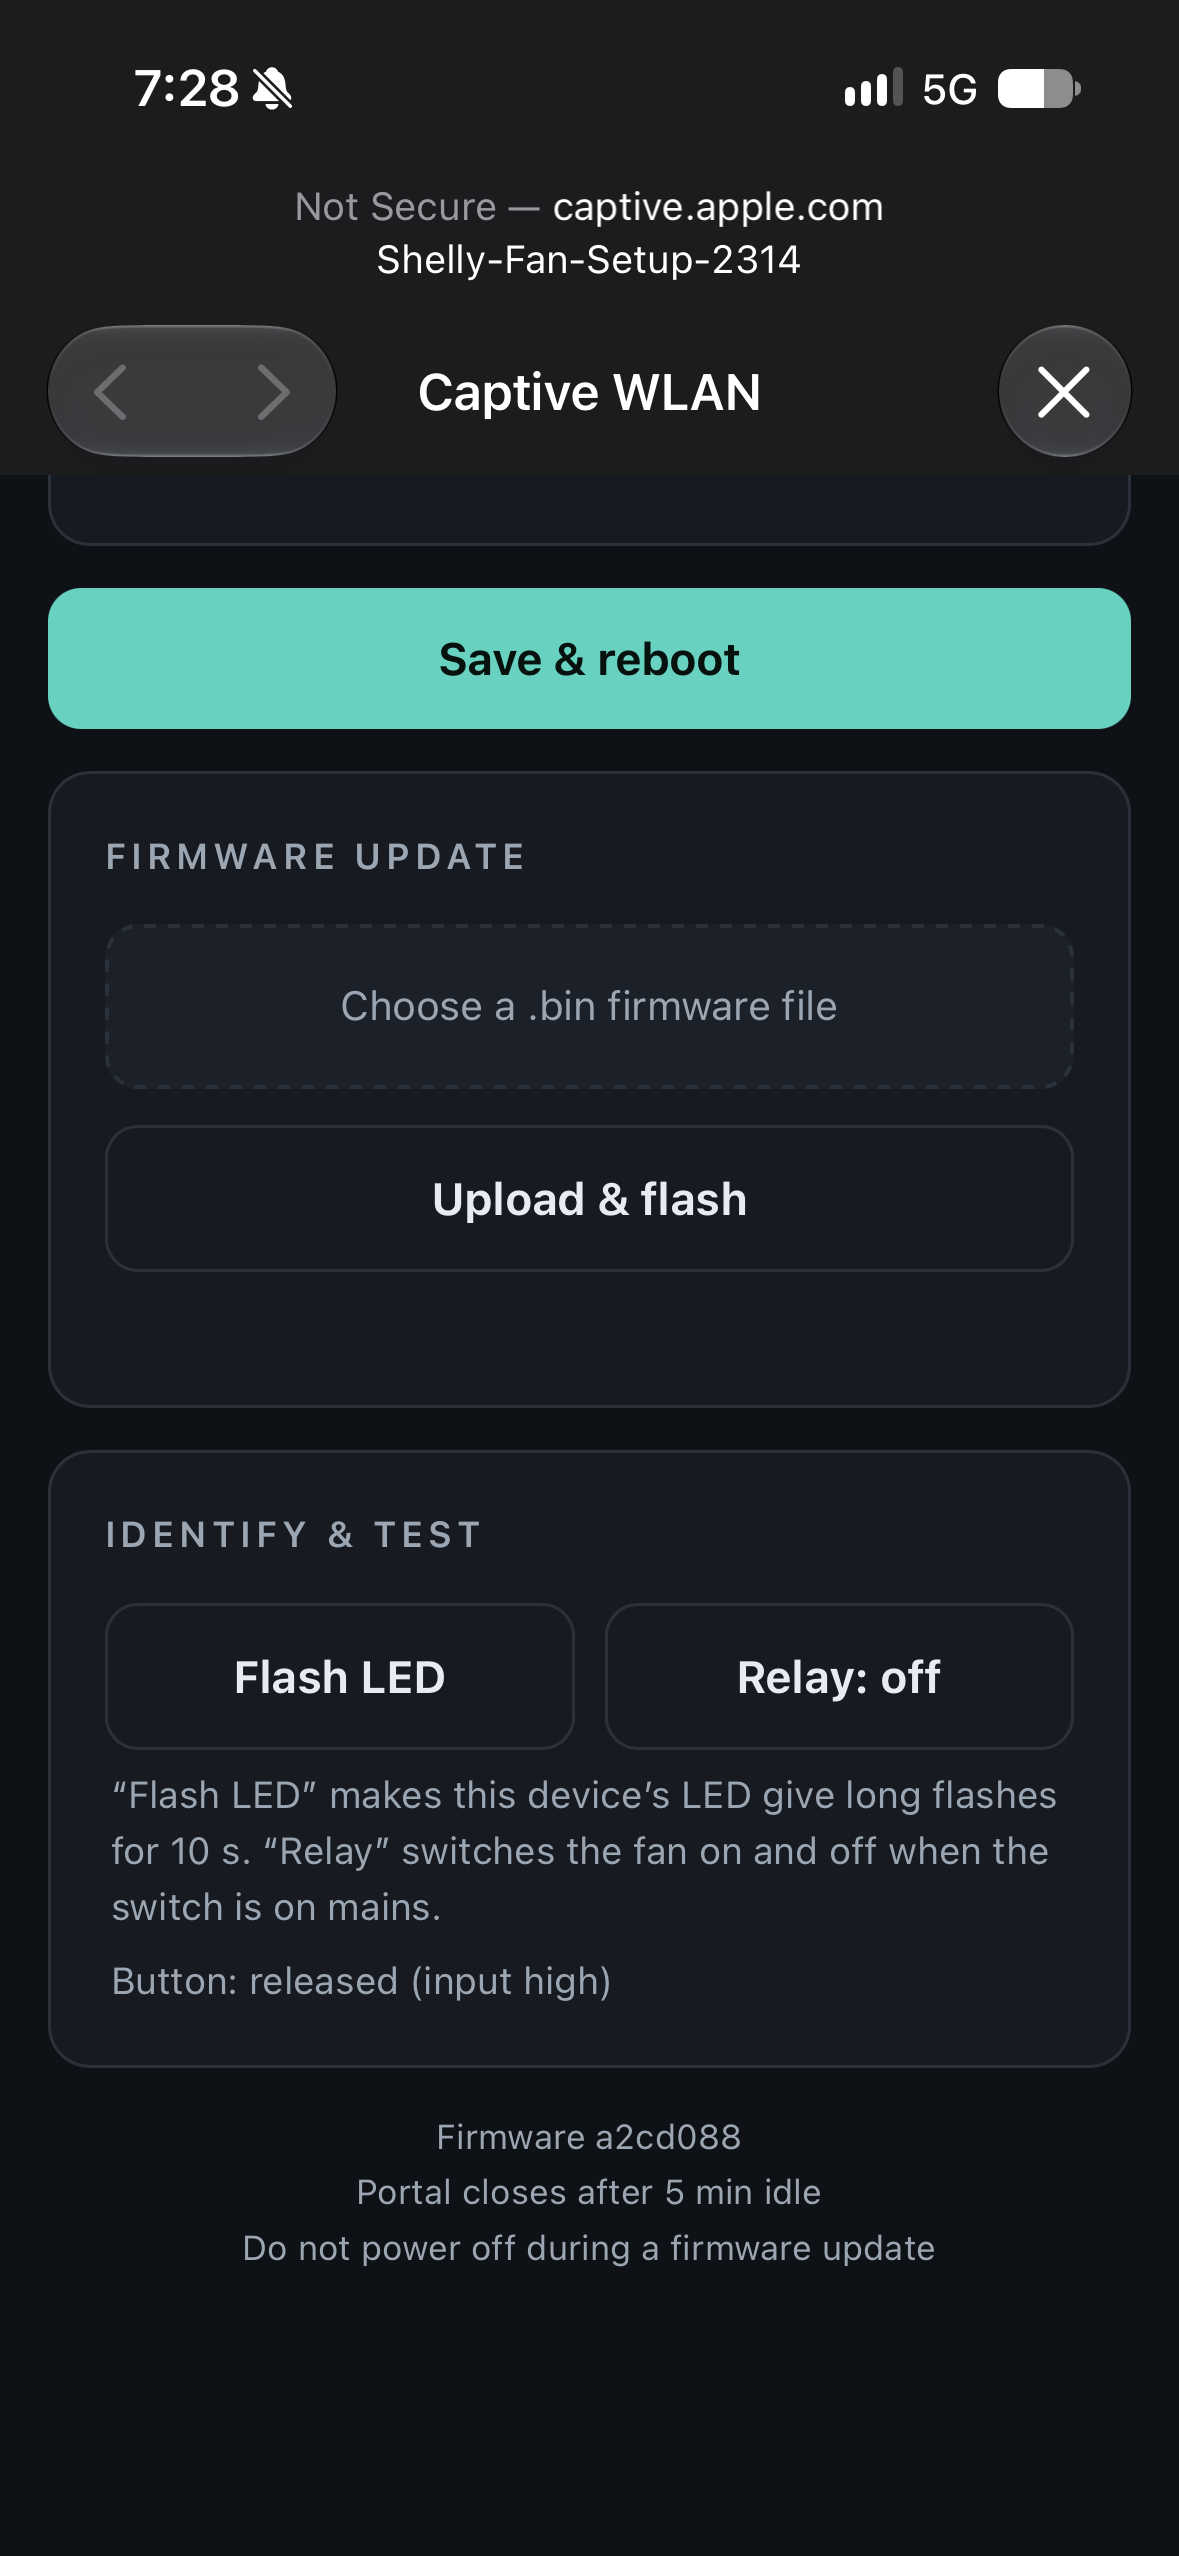 7:28
5G
Not Secure — captive.apple.com
Shelly-Fan-Setup-2314
Captive WLAN
Save & reboot
FIRMWARE UPDATE
Choose a .bin firmware file
Upload & flash
IDENTIFY & TEST
Flash LED
Relay: off
“Flash LED” makes this device’s LED give long flashes
for 10 s. “Relay” switches the fan on and off when the
switch is on mains.
Button: released (input high)
Firmware a2cd088
Portal closes after 5 min idle
Do not power off during a firmware update